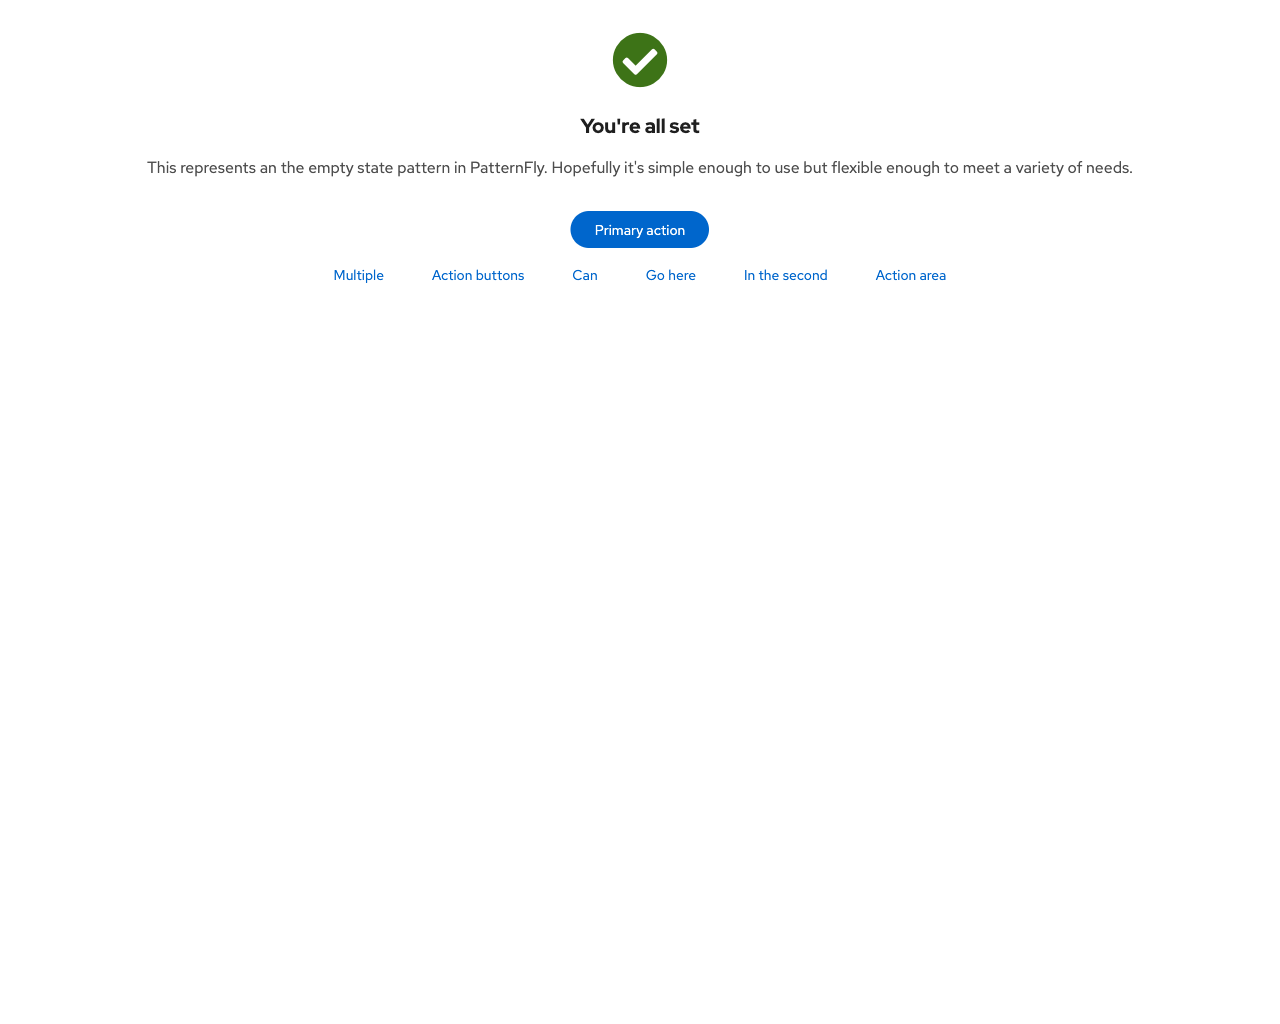 You're all set
This represents an the empty state pattern in PatternFly. Hopefully it's simple enough to use but flexible enough to meet a variety of needs.
Primary action
Multiple Action buttons Can Go here In the second Action area